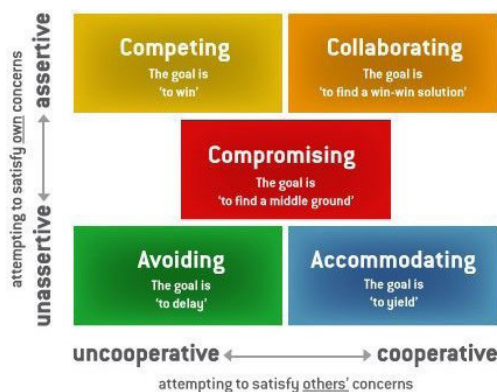 Competing
The goal is
'to win'
Collaborating
The goal is
'to find a win-win solution'
Compromising
The goal is
'to find a middle ground'
Avoiding
The goal is
'to delay'
Accommodating
The goal is
'to yield'
attempting to satisfy own concerns
unassertive
assertive
uncooperative
cooperative
attempting to satisfy others' concerns